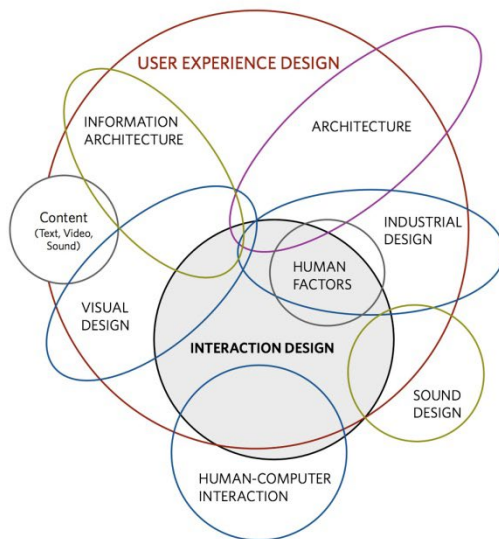 USER EXPERIENCE DESIGN
INFORMATION
ARCHITECTURE
ARCHITECTURE
Content
(Text, Video,
Sound)
INDUSTRIAL
DESIGN
HUMAN
FACTORS
VISUAL
DESIGN
INTERACTION DESIGN
SOUND
DESIGN
HUMAN-COMPUTER
INTERACTION